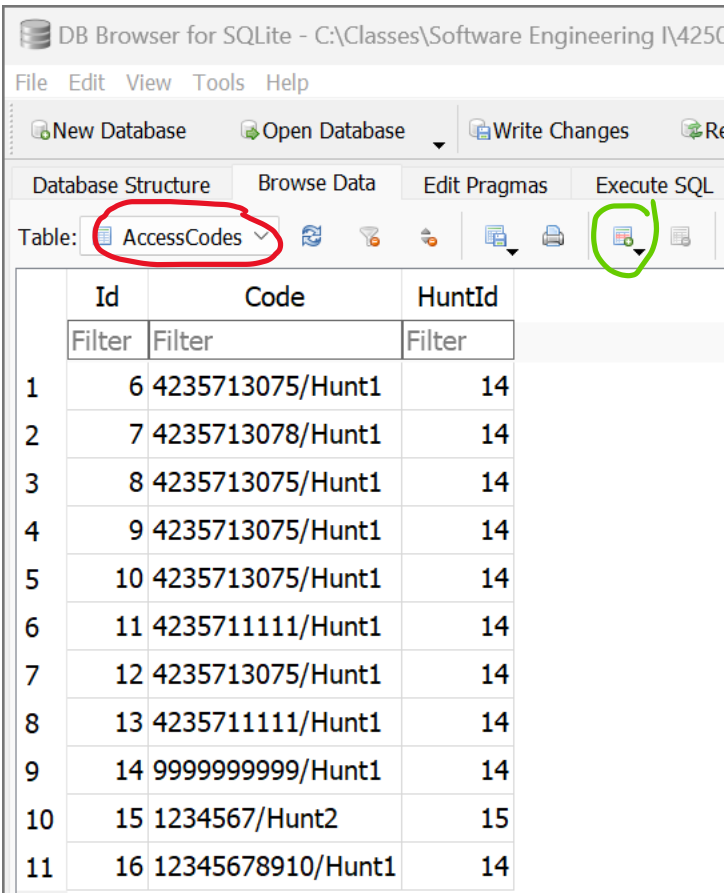 DB Browser for SQLite - C:\Classes\Software Engineering I\4250
File Edit View Tools Help
New Database Open Database Write Changes Re
Database Structure Browse Data Edit Pragmas Execute SQL
Table: AccessCodes
Id Code HuntId
Filter Filter Filter
1 6 4235713075/Hunt1 14
2 7 4235713078/Hunt1 14
3 8 4235713075/Hunt1 14
4 9 4235713075/Hunt1 14
5 10 4235713075/Hunt1 14
6 11 4235711111/Hunt1 14
7 12 4235713075/Hunt1 14
8 13 4235711111/Hunt1 14
9 14 9999999999/Hunt1 14
10 15 1234567/Hunt2 15
11 16 12345678910/Hunt1 14